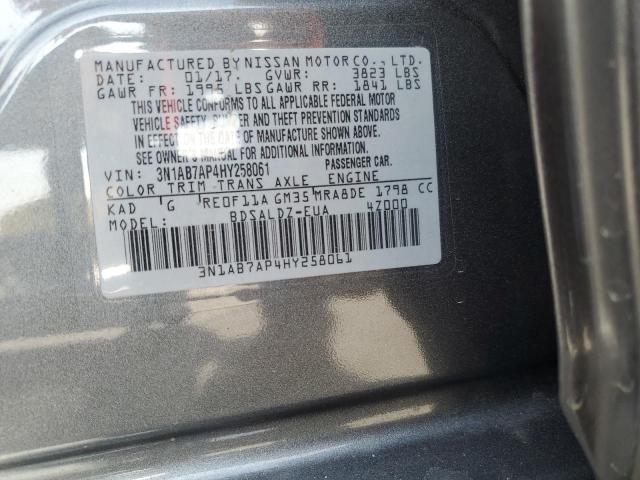 MANUFACTURED BY NISSAN MOTOR CO., LTD.
DATE: 01/17. GVWR: 3823 LBS
GAWR FR: 1995 LBS GAWR RR: 1841 LBS
THIS VEHICLE CONFORMS TO ALL APPLICABLE FEDERAL MOTOR
VEHICLE SAFETY, BUMPER AND THEFT PREVENTION STANDARDS
IN EFFECT ON THE DATE OF MANUFACTURE SHOWN ABOVE.
SEE OWNER'S MANUAL FOR ADDITIONAL INFORMATION.
VIN: 3N1AB7AP4HY258061 PASSENGER CAR.
COLOR TRIM TRANS AXLE ENGINE
KAD G RE0F11A GM35 MRA8DE 1798 CC
MODEL: BDSALDZ-EUA 47000
3N1AB7AP4HY258061